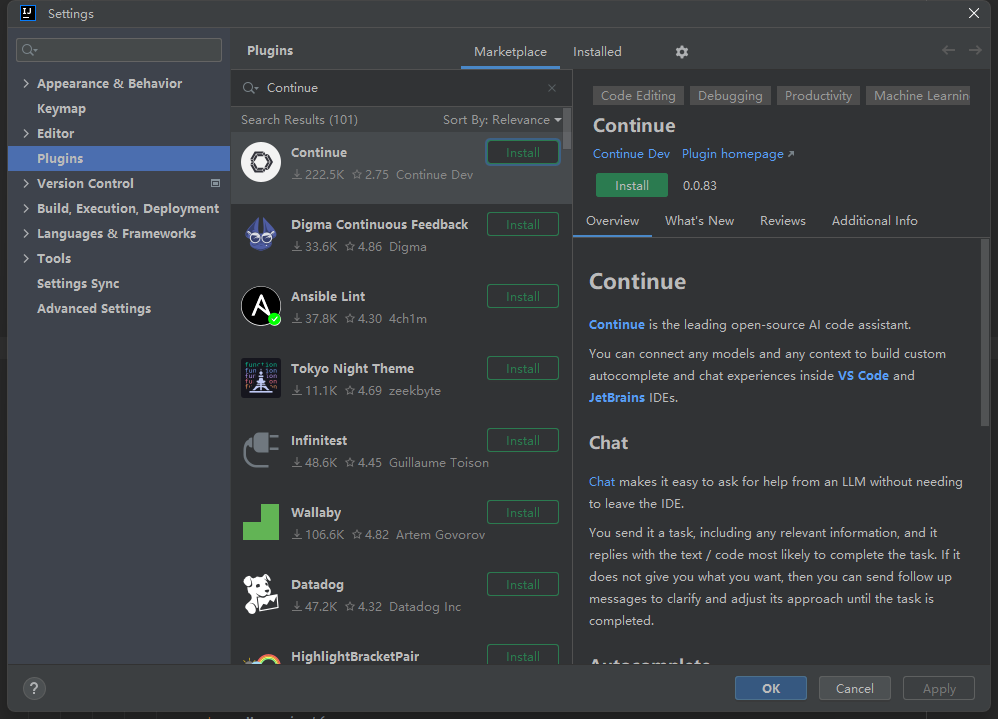 IJ
Settings
Appearance & Behavior
Keymap
Editor
Plugins
Version Control
Build, Execution, Deployment
Languages & Frameworks
Tools
Settings Sync
Advanced Settings
Plugins
Marketplace
Installed
Continue
Search Results (101)
Sort By: Relevance
Continue
Install
222.5K 2.75 Continue Dev
Digma Continuous Feedback
Install
33.6K 4.86 Digma
Ansible Lint
Install
37.8K 4.30 4ch1m
function
Tokyo Night Theme
Install
11.1K 4.69 zeekbyte
Infinitest
Install
48.6K 4.45 Guillaume Toison
Wallaby
Install
106.6K 4.82 Artem Govorov
Datadog
Install
47.2K 4.32 Datadog Inc
HighlightBracketPair
Install
Code Editing Debugging Productivity Machine Learnin
Continue
Continue Dev Plugin homepage
Install 0.0.83
Overview What's New Reviews Additional Info
Continue
Continue is the leading open-source AI code assistant.
You can connect any models and any context to build custom
autocomplete and chat experiences inside VS Code and
JetBrains IDEs.
Chat
Chat makes it easy to ask for help from an LLM without needing
to leave the IDE.
You send it a task, including any relevant information, and it
replies with the text / code most likely to complete the task. If it
does not give you what you want, then you can send follow up
messages to clarify and adjust its approach until the task is
completed.
Autocomplete
?
OK
Cancel
Apply